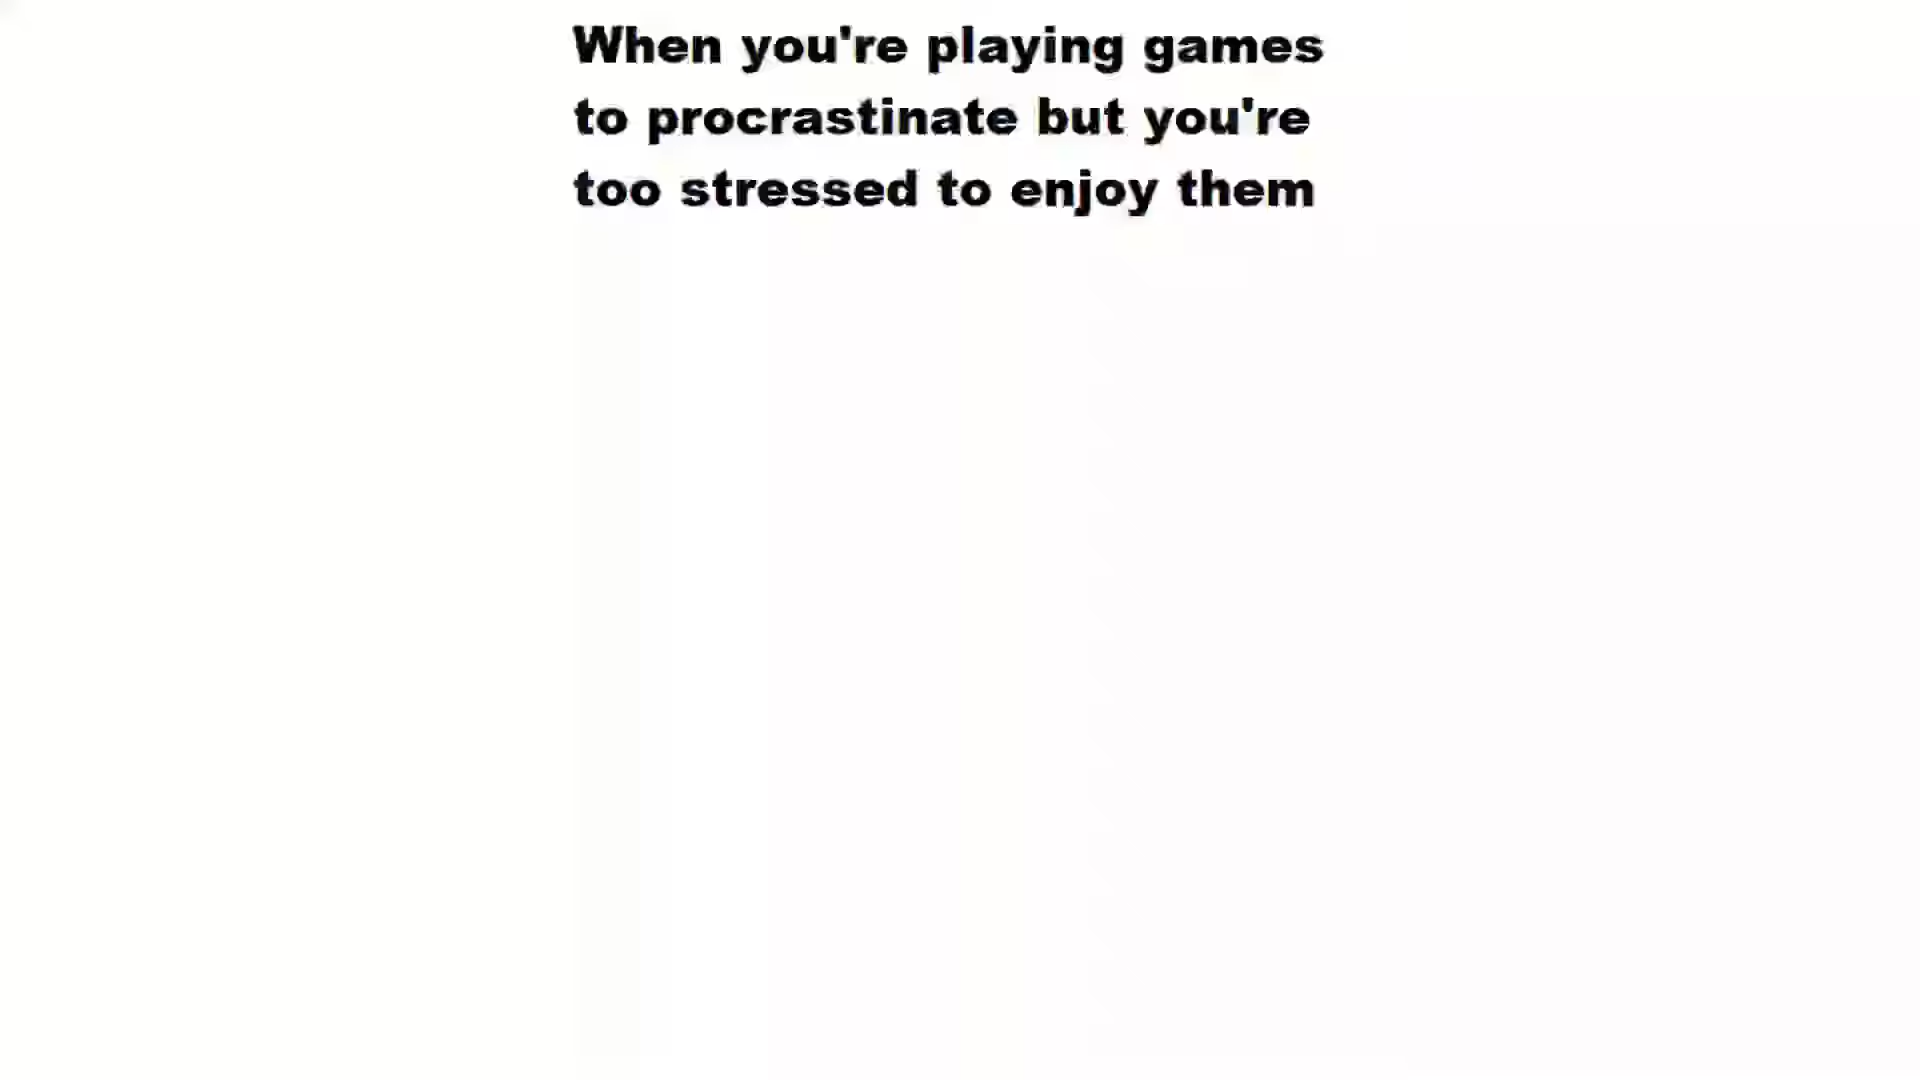 When you're playing games
to procrastinate but you're
too stressed to enjoy them